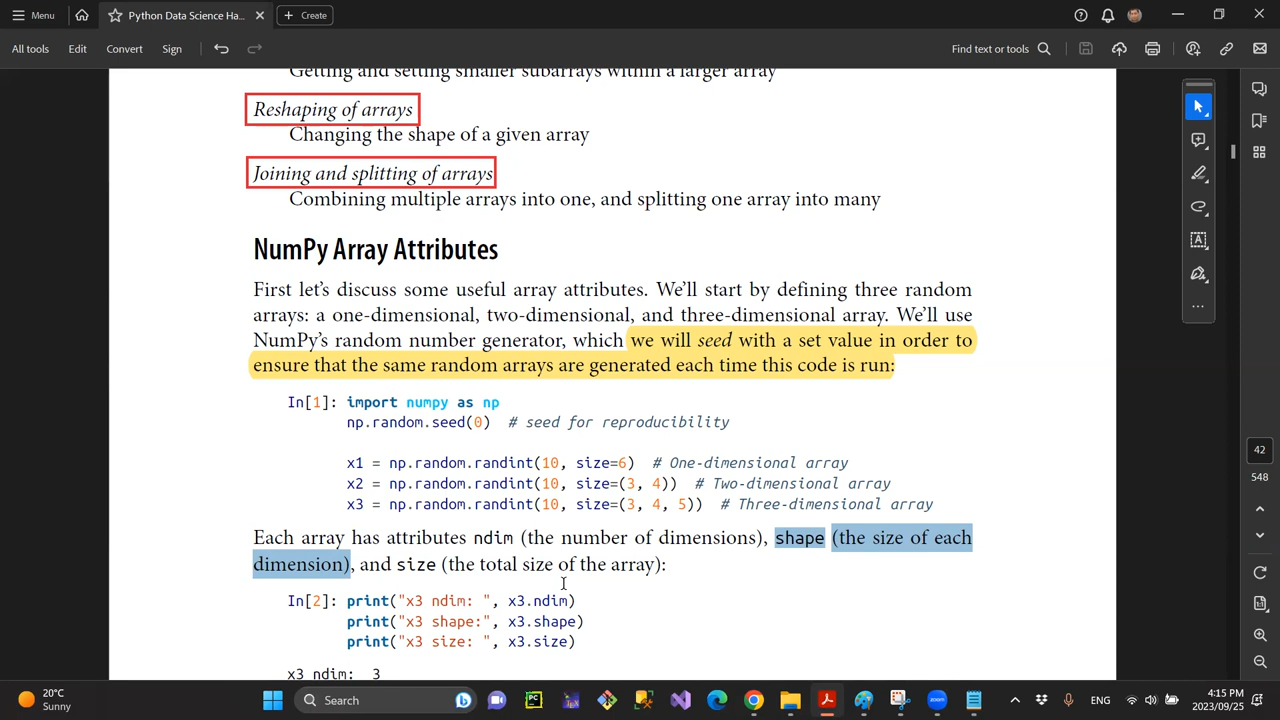 Menu
Python Data Science Ha...
Create
All tools
Edit
Convert
Sign
Find text or tools
Getting and setting smaller subarrays within a larger array
Reshaping of arrays
Changing the shape of a given array
Joining and splitting of arrays
Combining multiple arrays into one, and splitting one array into many
NumPy Array Attributes
First let's discuss some useful array attributes. We'll start by defining three random
arrays: a one-dimensional, two-dimensional, and three-dimensional array. We'll use
NumPy's random number generator, which we will seed with a set value in order to
ensure that the same random arrays are generated each time this code is run:
In[1]: import numpy as np
np.random.seed(0)  # seed for reproducibility
x1 = np.random.randint(10, size=6)  # One-dimensional array
x2 = np.random.randint(10, size=(3, 4))  # Two-dimensional array
x3 = np.random.randint(10, size=(3, 4, 5))  # Three-dimensional array
Each array has attributes ndim (the number of dimensions), shape (the size of each
dimension), and size (the total size of the array):
In[2]: print("x3 ndim: ", x3.ndim)
print("x3 shape:", x3.shape)
print("x3 size: ", x3.size)
x3 ndim:  3
42
548
20°C
Sunny
Search
PC
zoom
ENG
4:15 PM
2023/09/25